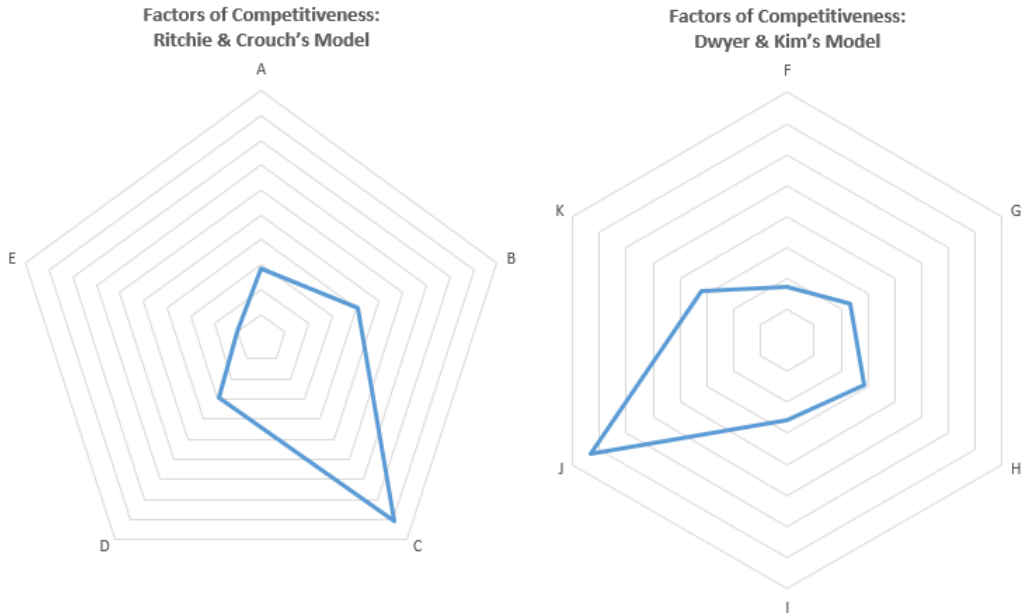 Factors of Competitiveness:
Ritchie & Crouch's Model
A
B
C
D
E
Factors of Competitiveness:
Dwyer & Kim's Model
F
G
H
I
J
K